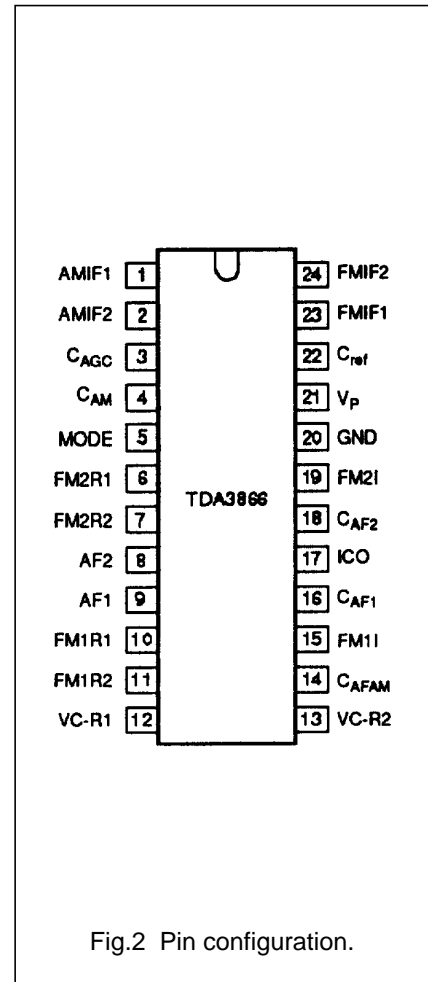 AMIF1 1 24 FMIF2
AMIF2 2 23 FMIF1
CAGC 3 22 Cref
CAM 4 21 VP
MODE 5 20 GND
FM2R1 6 19 FM2I
FM2R2 7 TDA3866 18 CAF2
AF2 8 17 ICO
AF1 9 16 CAF1
FM1R1 10 15 FM1I
FM1R2 11 14 CAFAM
VC-R1 12 13 VC-R2
Fig.2 Pin configuration.